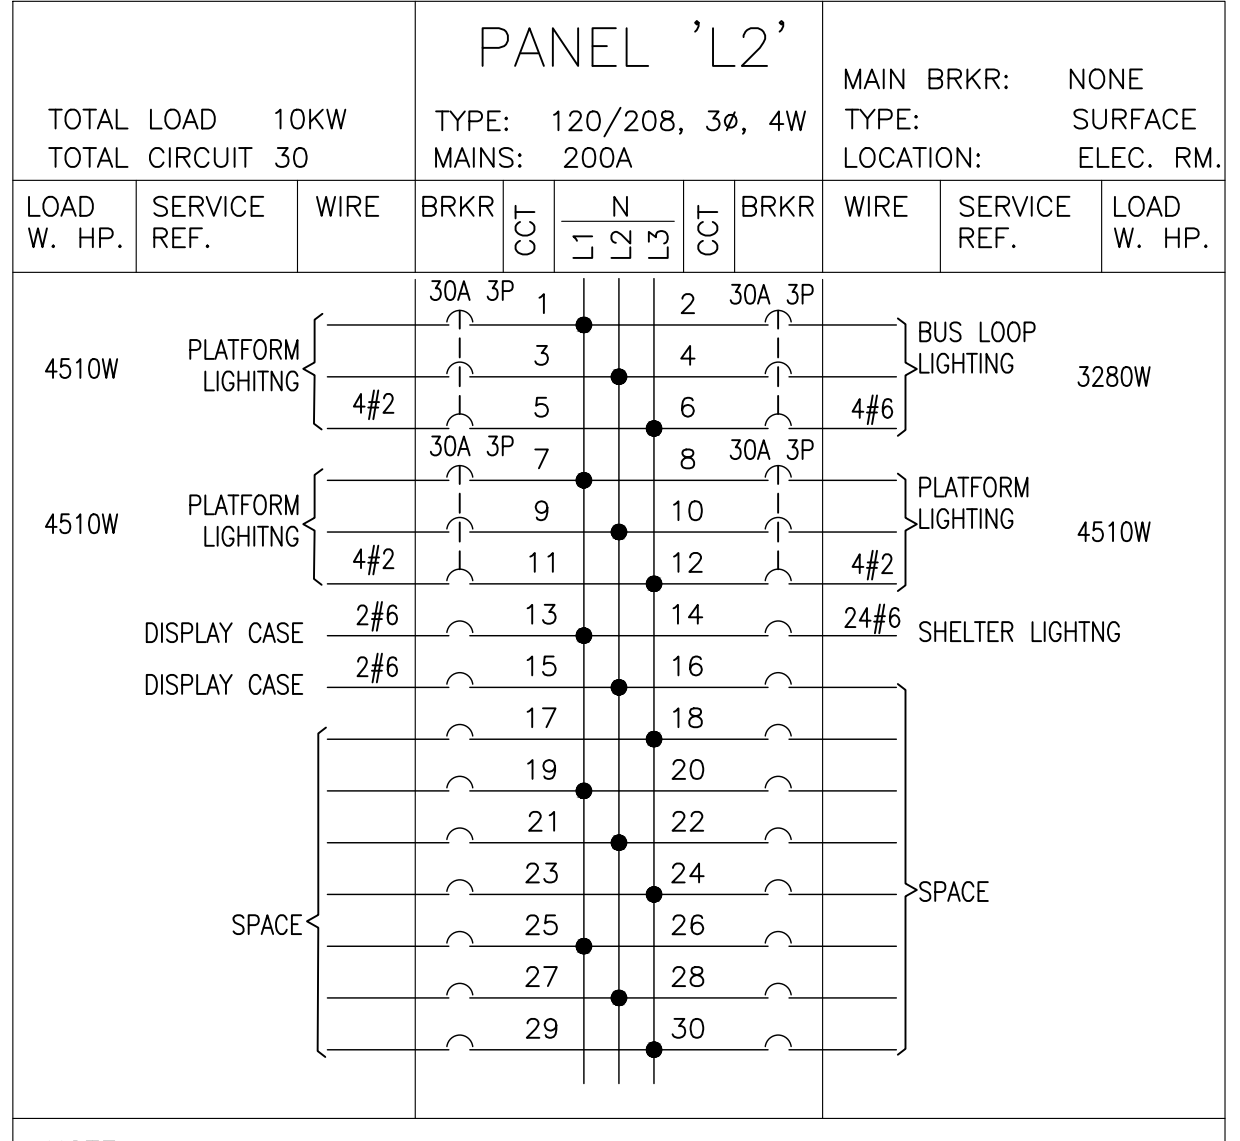 PANEL 'L2'
TOTAL LOAD 10KW
TOTAL CIRCUIT 30
TYPE: 120/208, 3ø, 4W
MAINS: 200A
MAIN BRKR: NONE
TYPE: SURFACE
LOCATION: ELEC. RM.
LOAD
W. HP.
SERVICE
REF.
WIRE
BRKR
CCT
N
L1 L2 L3
CCT
BRKR
WIRE
SERVICE
REF.
LOAD
W. HP.
30A 3P 1 2 30A 3P
BUS LOOP
PLATFORM 3 4 LIGHTING
4510W LIGHITNG 3280W
4#2 5 6 4#6
30A 3P 7 8 30A 3P
PLATFORM
PLATFORM 9 10 LIGHTING
4510W LIGHITNG 4510W
4#2 11 12 4#2
DISPLAY CASE 2#6 13 14 24#6 SHELTER LIGHTNG
DISPLAY CASE 2#6 15 16
17 18
19 20
21 22
23 24 SPACE
SPACE 25 26
27 28
29 30